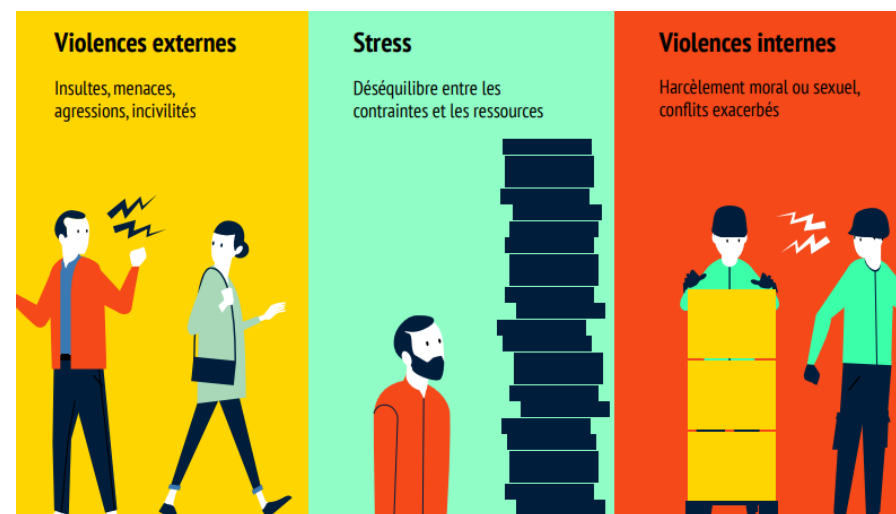 Violences externes
Insultes, menaces,
agressions, incivilités
Stress
Déséquilibre entre les
contraintes et les ressources
Violences internes
Harcèlement moral ou sexuel,
conflits exacerbés